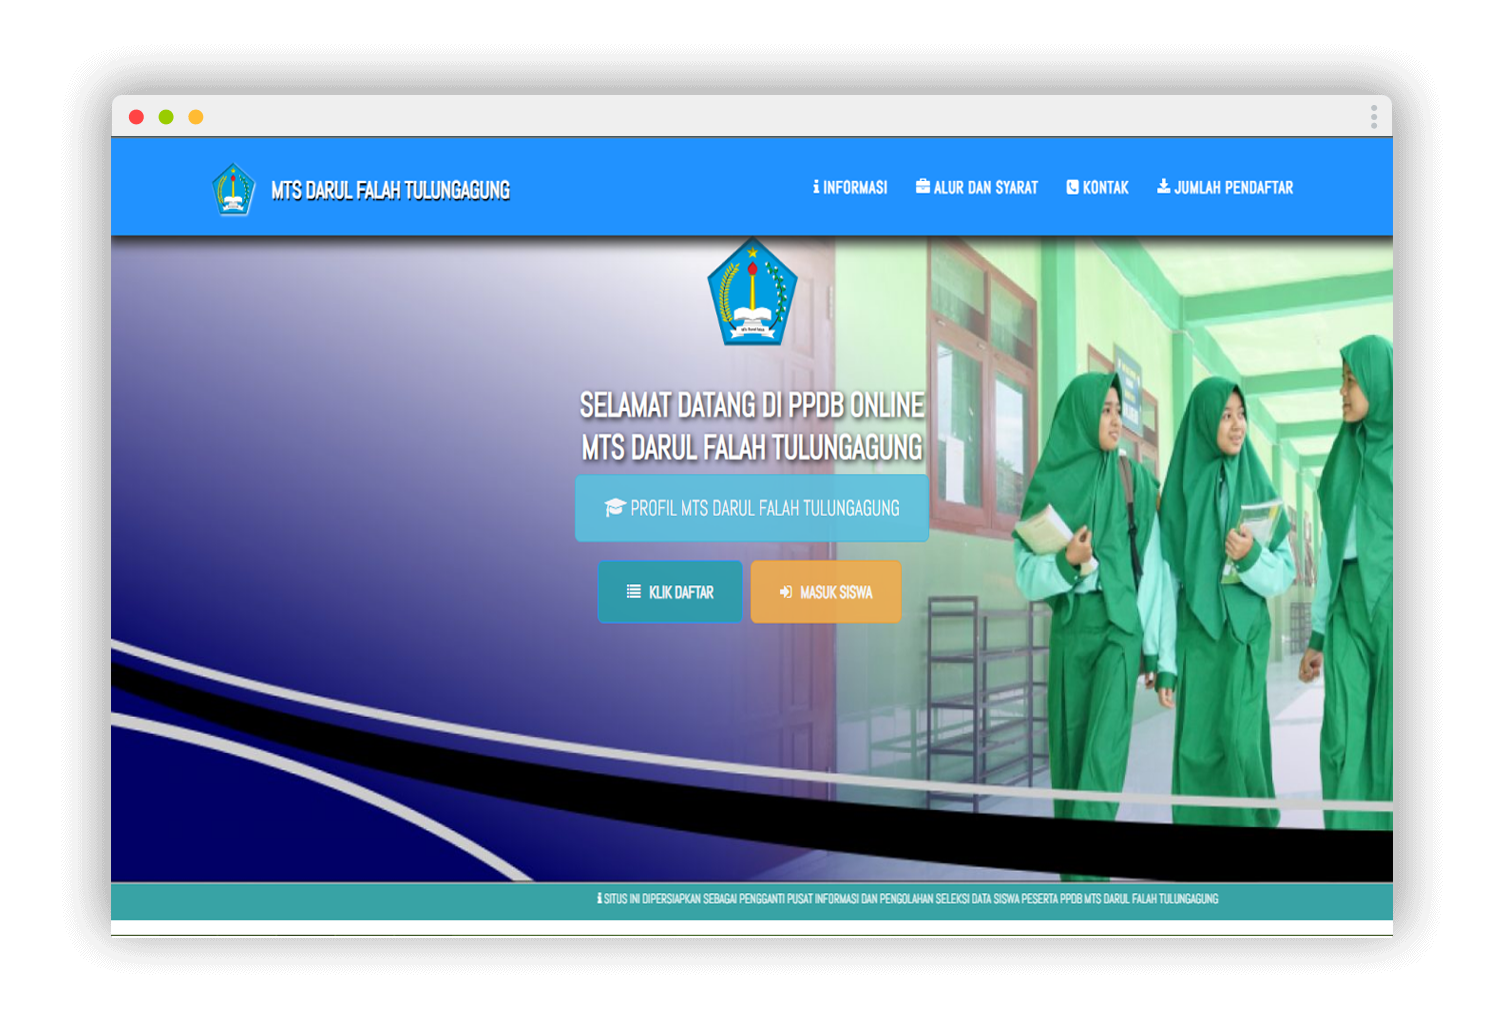 MTS DARUL FALAH TULUNGAGUNG
INFORMASI
ALUR DAN SYARAT
KONTAK
JUMLAH PENDAFTAR
SELAMAT DATANG DI PPDB ONLINE
MTS DARUL FALAH TULUNGAGUNG
PROFIL MTS DARUL FALAH TULUNGAGUNG
KLIK DAFTAR
MASUK SISWA
SITUS INI DIPERSIAPKAN SEBAGAI PENGGANTI PUSAT INFORMASI DAN PENGOLAHAN SELEKSI DATA SISWA PESERTA PPDB MTS DARUL FALAH TULUNGAGUNG